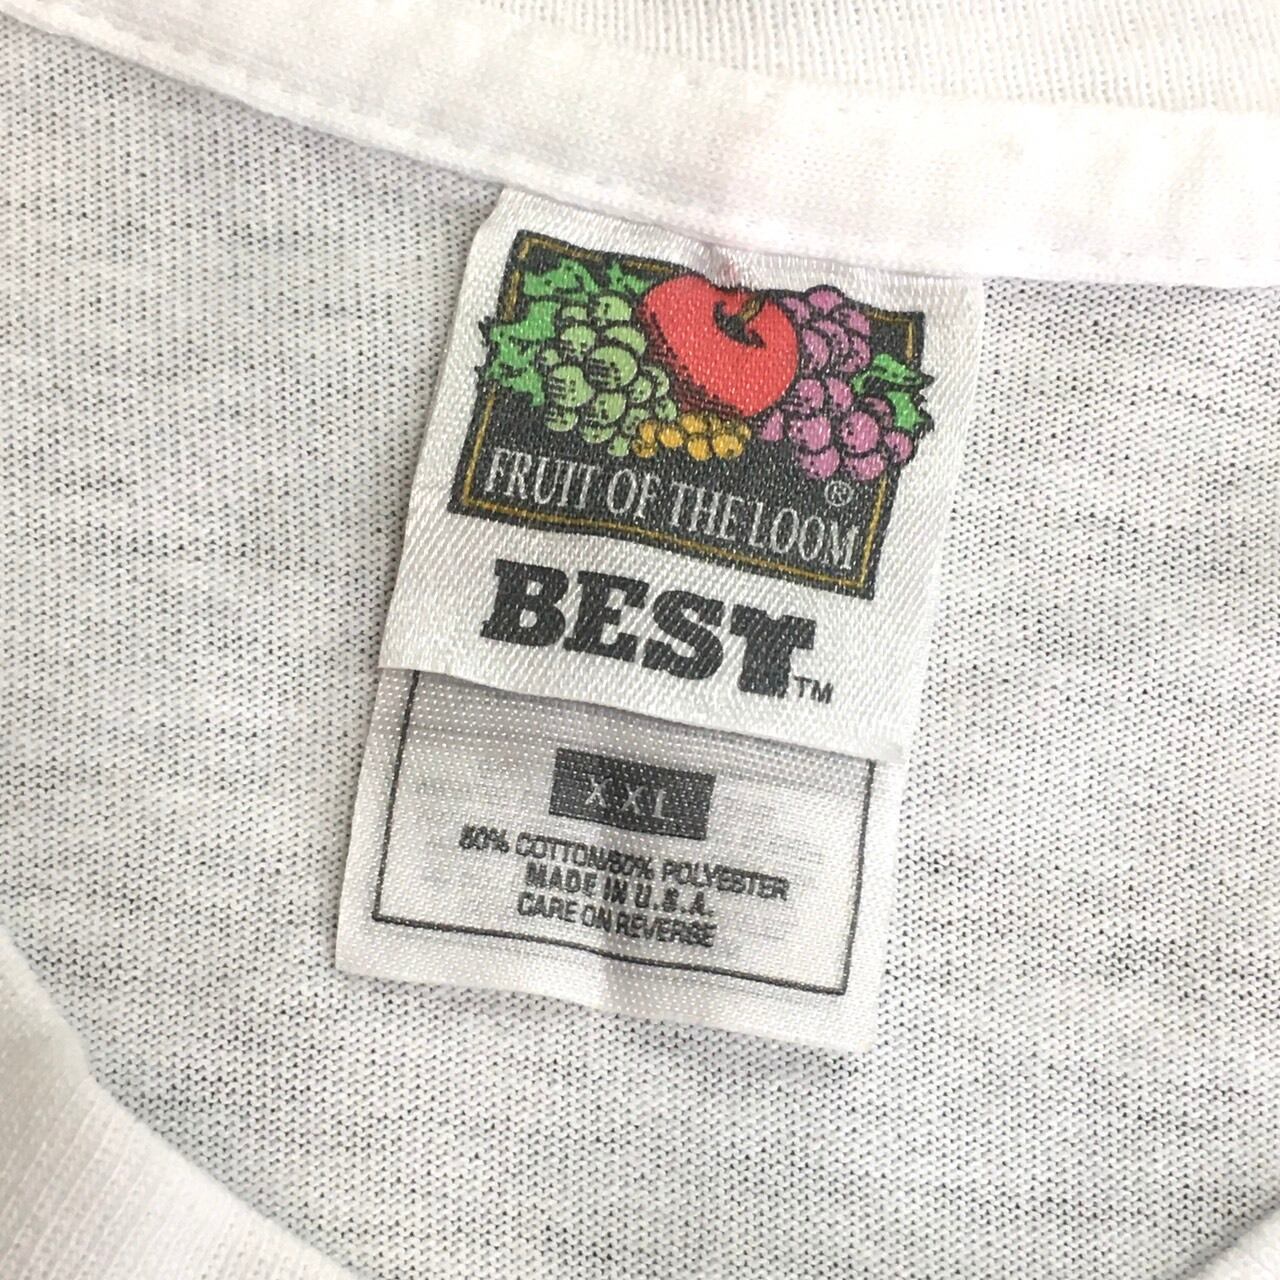 FRUIT OF THE LOOM ®
BEST™
XXL
50% COTTON/50% POLYESTER
MADE IN U.S.A.
CARE ON REVERSE